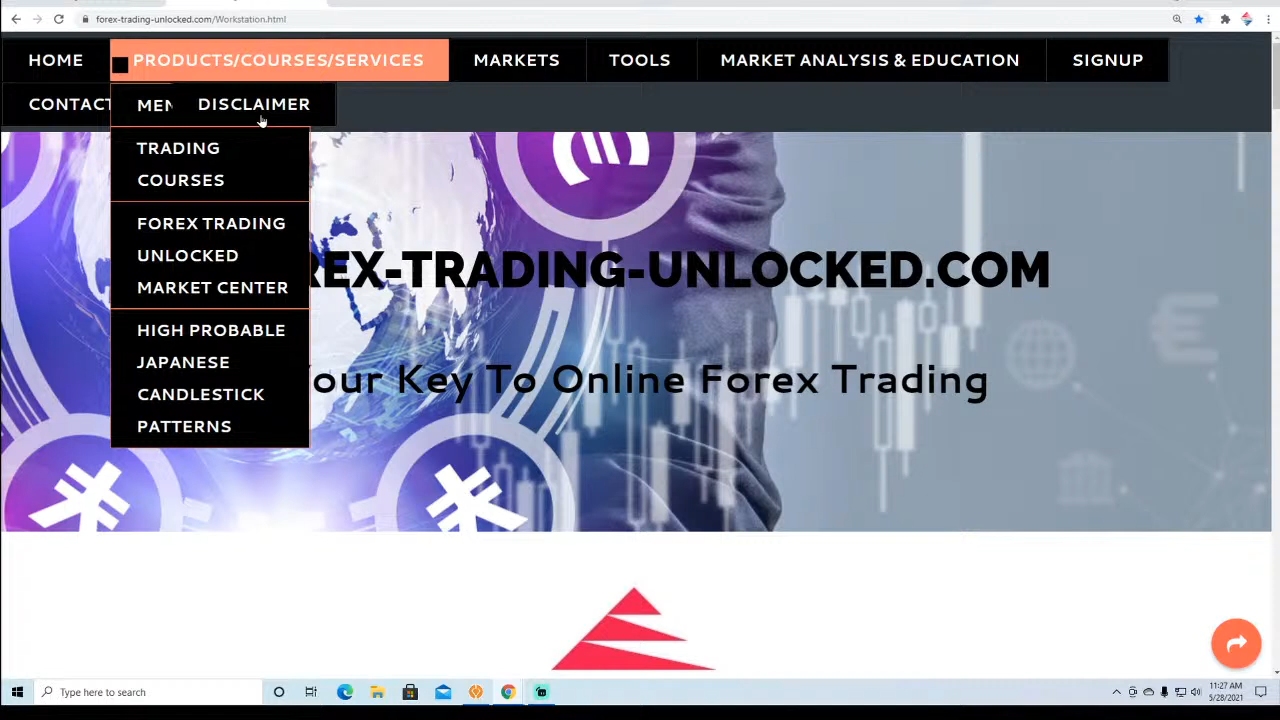 forex-trading-unlocked.com/Workstation.html
HOME PRODUCTS/COURSES/SERVICES MARKETS TOOLS MARKET ANALYSIS & EDUCATION SIGNUP
CONTACT DISCLAIMER
TRADING
COURSES
FOREX TRADING
UNLOCKED
MARKET CENTER
HIGH PROBABLE
JAPANESE
CANDLESTICK
PATTERNS
REX-TRADING-UNLOCKED.COM
Your Key To Online Forex Trading
Type here to search
11:27 AM
5/28/2021